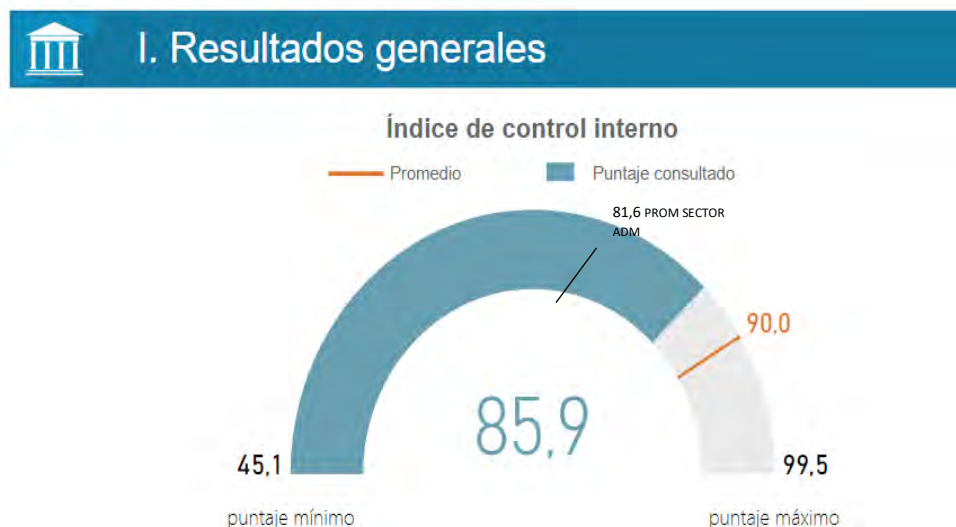 I. Resultados generales
Índice de control interno
Promedio
Puntaje consultado
81,6 PROM SECTOR
ADM
90,0
85,9
45,1
99,5
puntaje mínimo
puntaje máximo